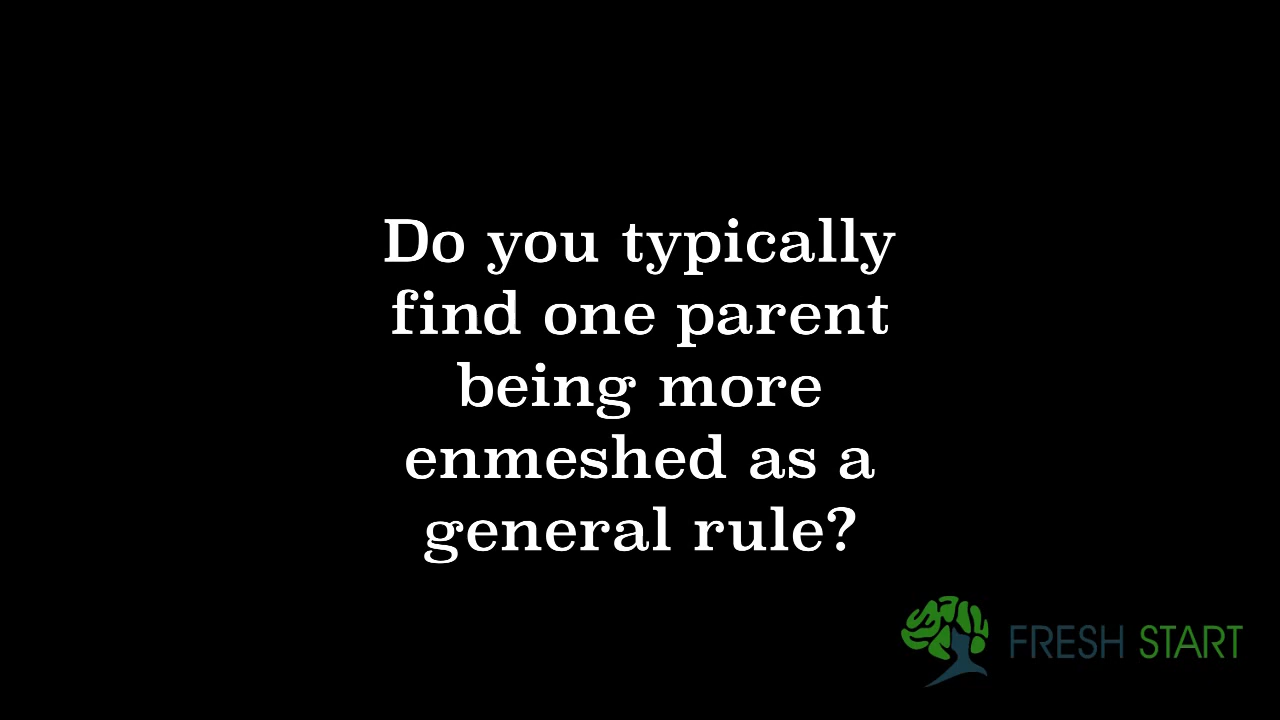 Do you typically
find one parent
being more
enmeshed as a
general rule?
FRESH START